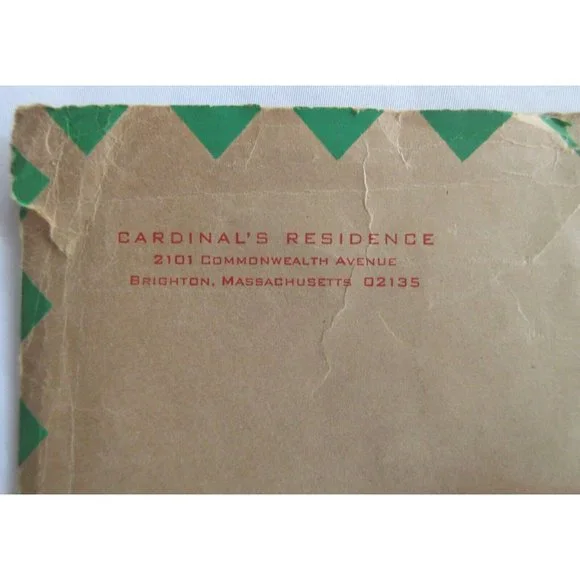 CARDINAL'S RESIDENCE
2101 COMMONWEALTH AVENUE
BRIGHTON, MASSACHUSETTS 02135